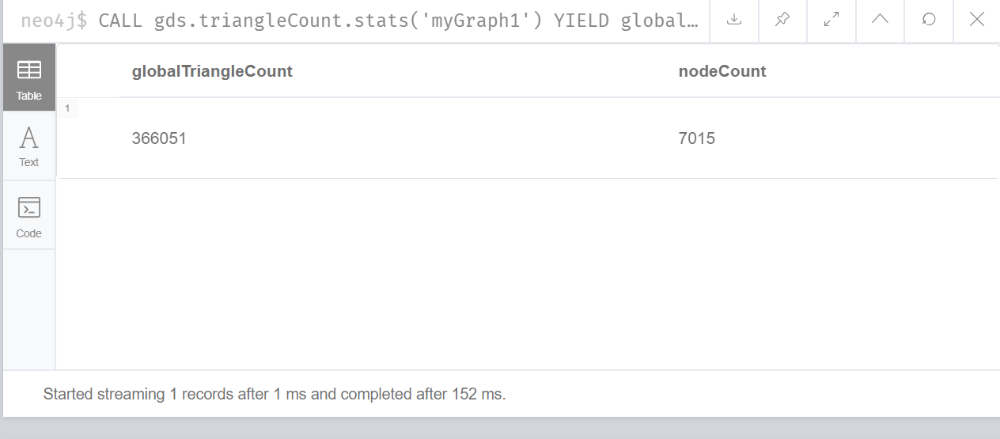 neo4j$ CALL gds.triangleCount.stats('myGraph1') YIELD global…
Table
globalTriangleCount nodeCount
1
366051 7015
Text
Code
Started streaming 1 records after 1 ms and completed after 152 ms.